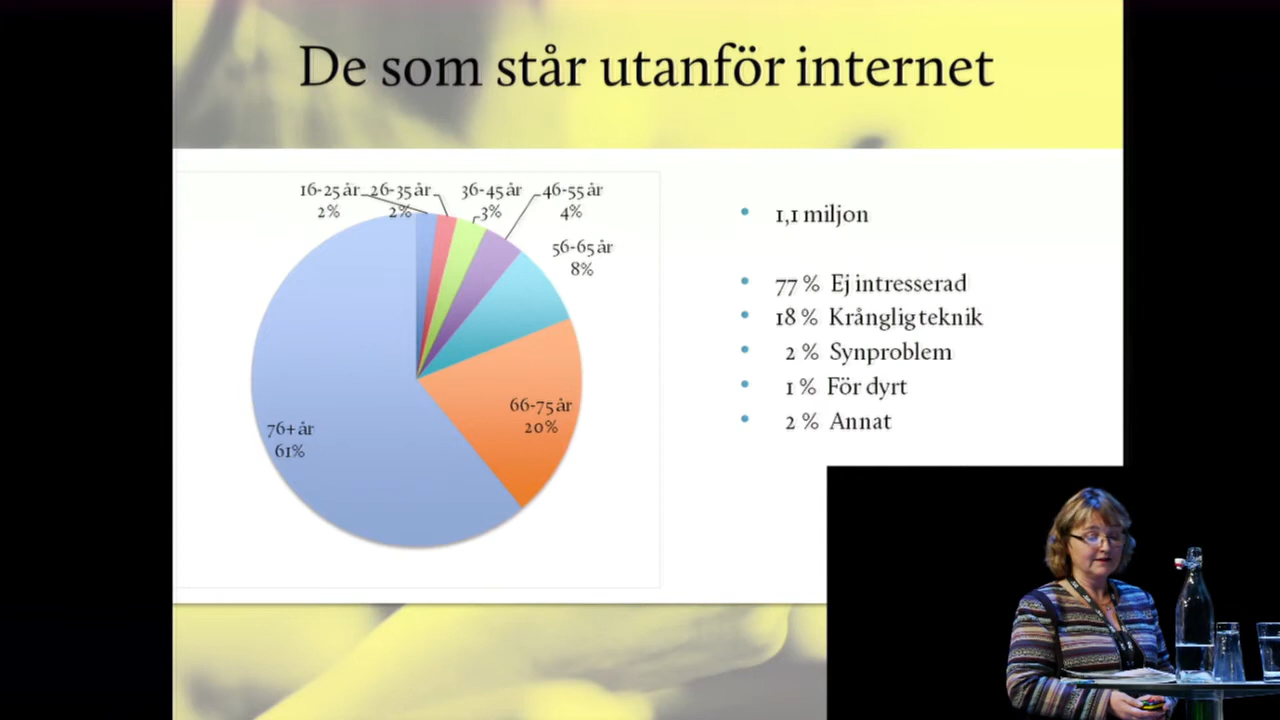 De som står utanför internet
16-25 år 26-35 år 36-45 år 46-55 år
2% 2% 3% 4%
56-65 år
8%
66-75 år
20%
76+ år
61%
• 1,1 miljon
• 77 % Ej intresserad
• 18 % Krånglig teknik
• 2 % Synproblem
• 1 % För dyrt
• 2 % Annat